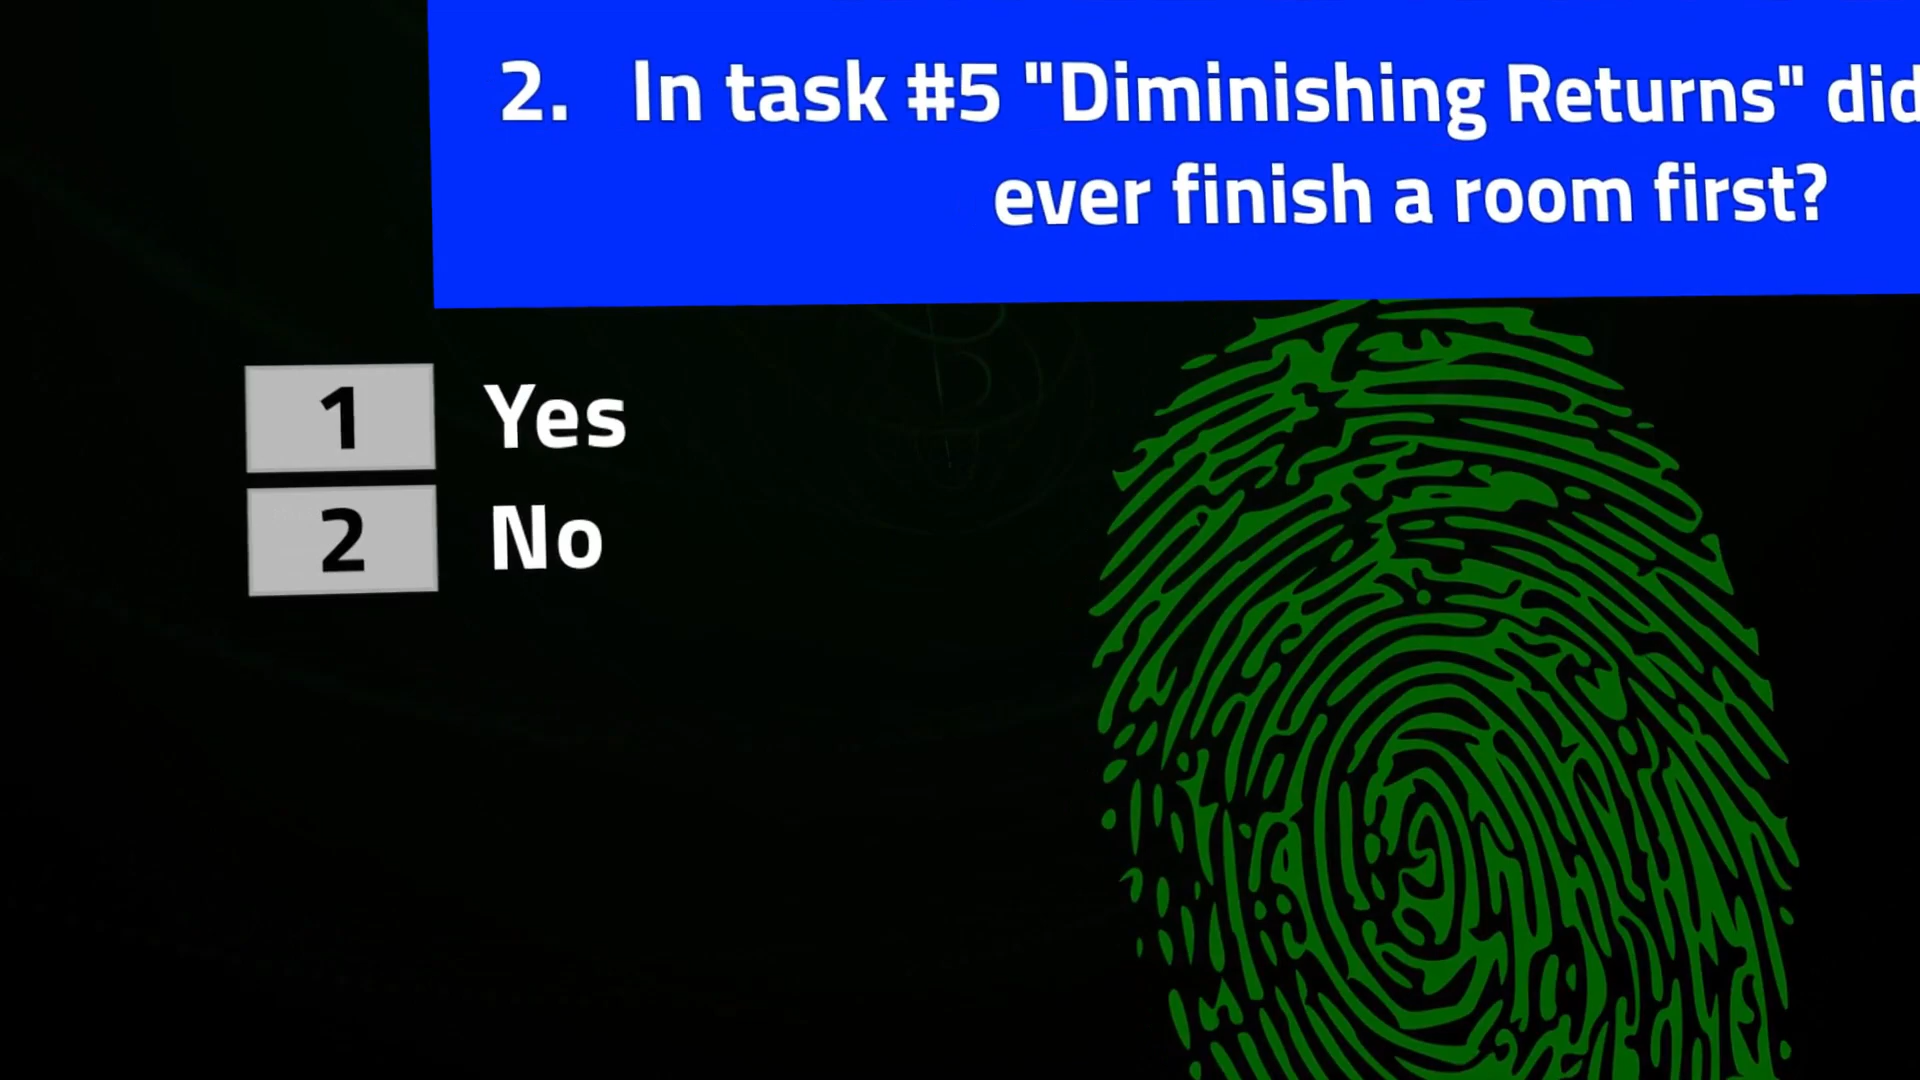 2. In task #5 "Diminishing Returns" did
ever finish a room first?
1 Yes
2 No